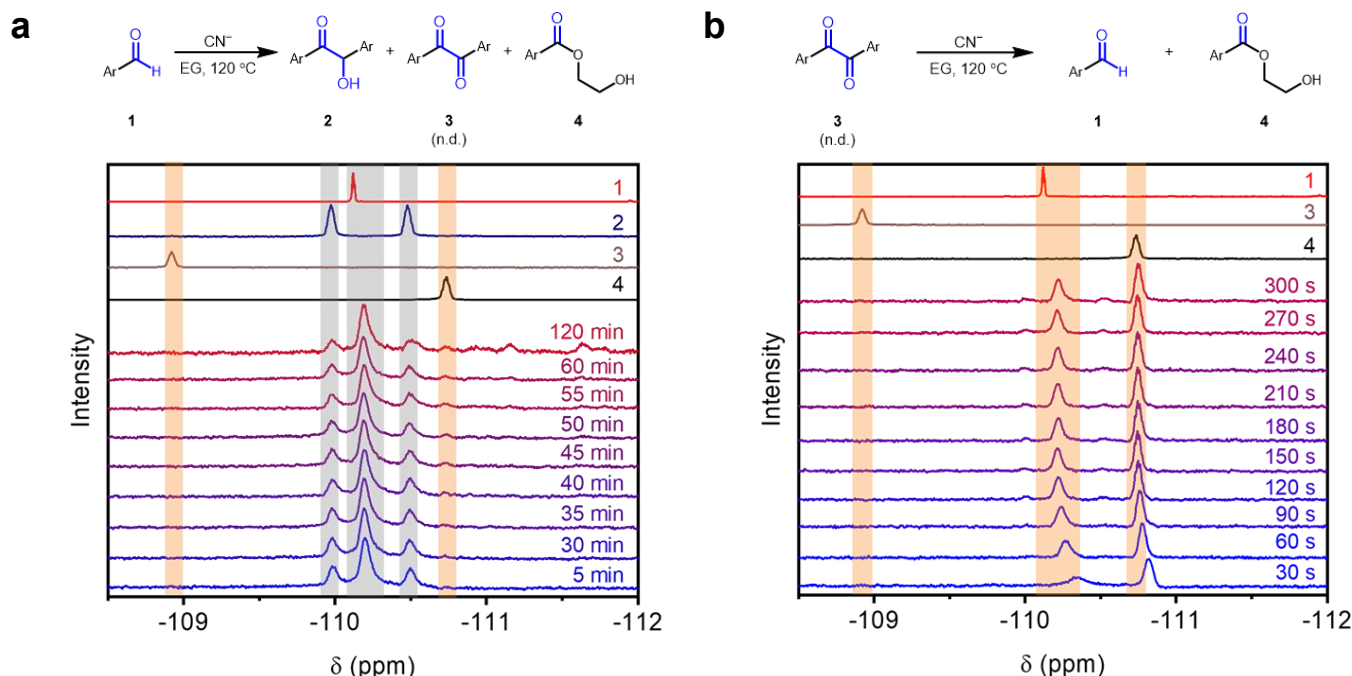 a
O
Ar
H
CN⁻
EG, 120 °C
O
Ar
Ar
OH
+
O
Ar
Ar
O
+
O
Ar
O
OH
1
2
3
(n.d.)
4
1
2
3
4
120 min
60 min
55 min
50 min
45 min
40 min
35 min
30 min
5 min
Intensity
-109
-110
-111
-112
δ (ppm)
b
O
Ar
Ar
O
CN⁻
EG, 120 °C
O
Ar
H
+
O
Ar
O
OH
3
(n.d.)
1
4
1
3
4
300 s
270 s
240 s
210 s
180 s
150 s
120 s
90 s
60 s
30 s
Intensity
-109
-110
-111
-112
δ (ppm)